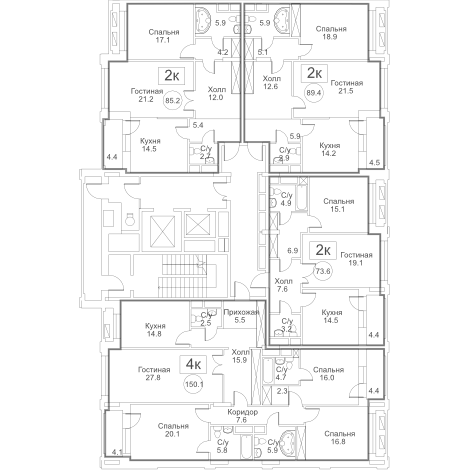 Спальня
17.1
5.9
4.2
2к
85.2
Гостиная
21.2
Холл
12.0
5.4
Кухня
14.5
С/у
2.7
4.4
5.9
Спальня
18.9
5.1
Холл
12.6
2к
89.4
Гостиная
21.5
5.9
С/у
2.9
Кухня
14.2
4.5
С/у
4.9
Спальня
15.1
6.9
2к
73.6
Гостиная
19.1
Холл
7.6
С/у
3.2
Кухня
14.5
4.4
Кухня
14.8
С/у
2.5
Прихожая
5.5
Холл
15.9
4к
150.1
Гостиная
27.8
С/у
4.7
2.3
Спальня
16.0
4.4
Спальня
20.1
4.1
Коридор
7.6
С/у
5.8
С/у
5.9
Спальня
16.8